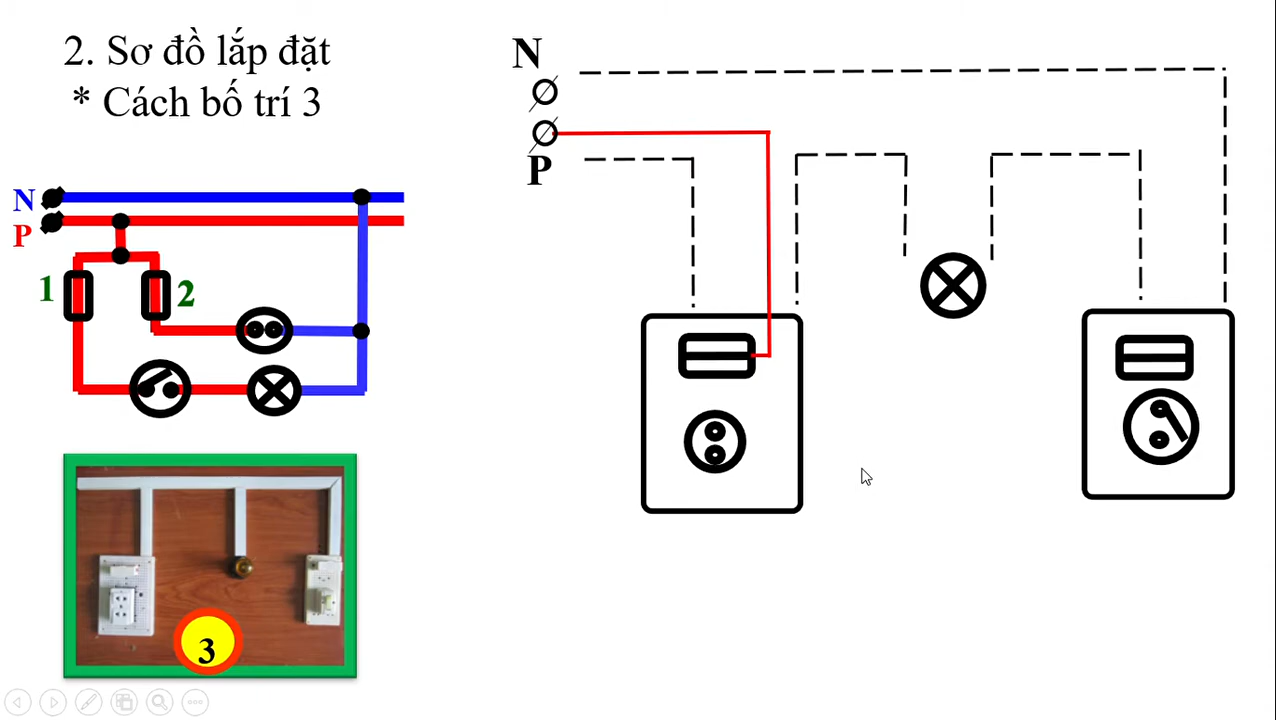 2. Sơ đồ lắp đặt
* Cách bố trí 3
N
P
1
2
3
N
P